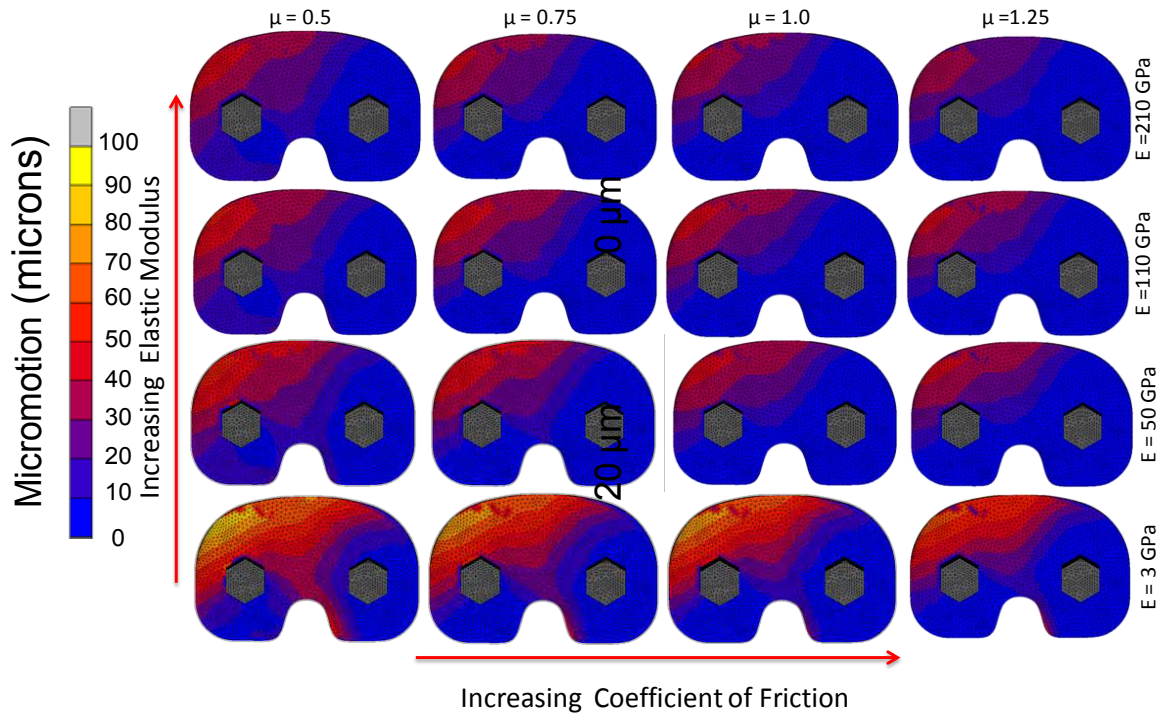 μ = 0.5
μ = 0.75
μ = 1.0
μ =1.25
Micromotion (microns)
100
90
80
70
60
50
40
30
20
10
0
Increasing Elastic Modulus
E =210 GPa
E =110 GPa
E = 50 GPa
E = 3 GPa
0 μm
20 μm
Increasing Coefficient of Friction